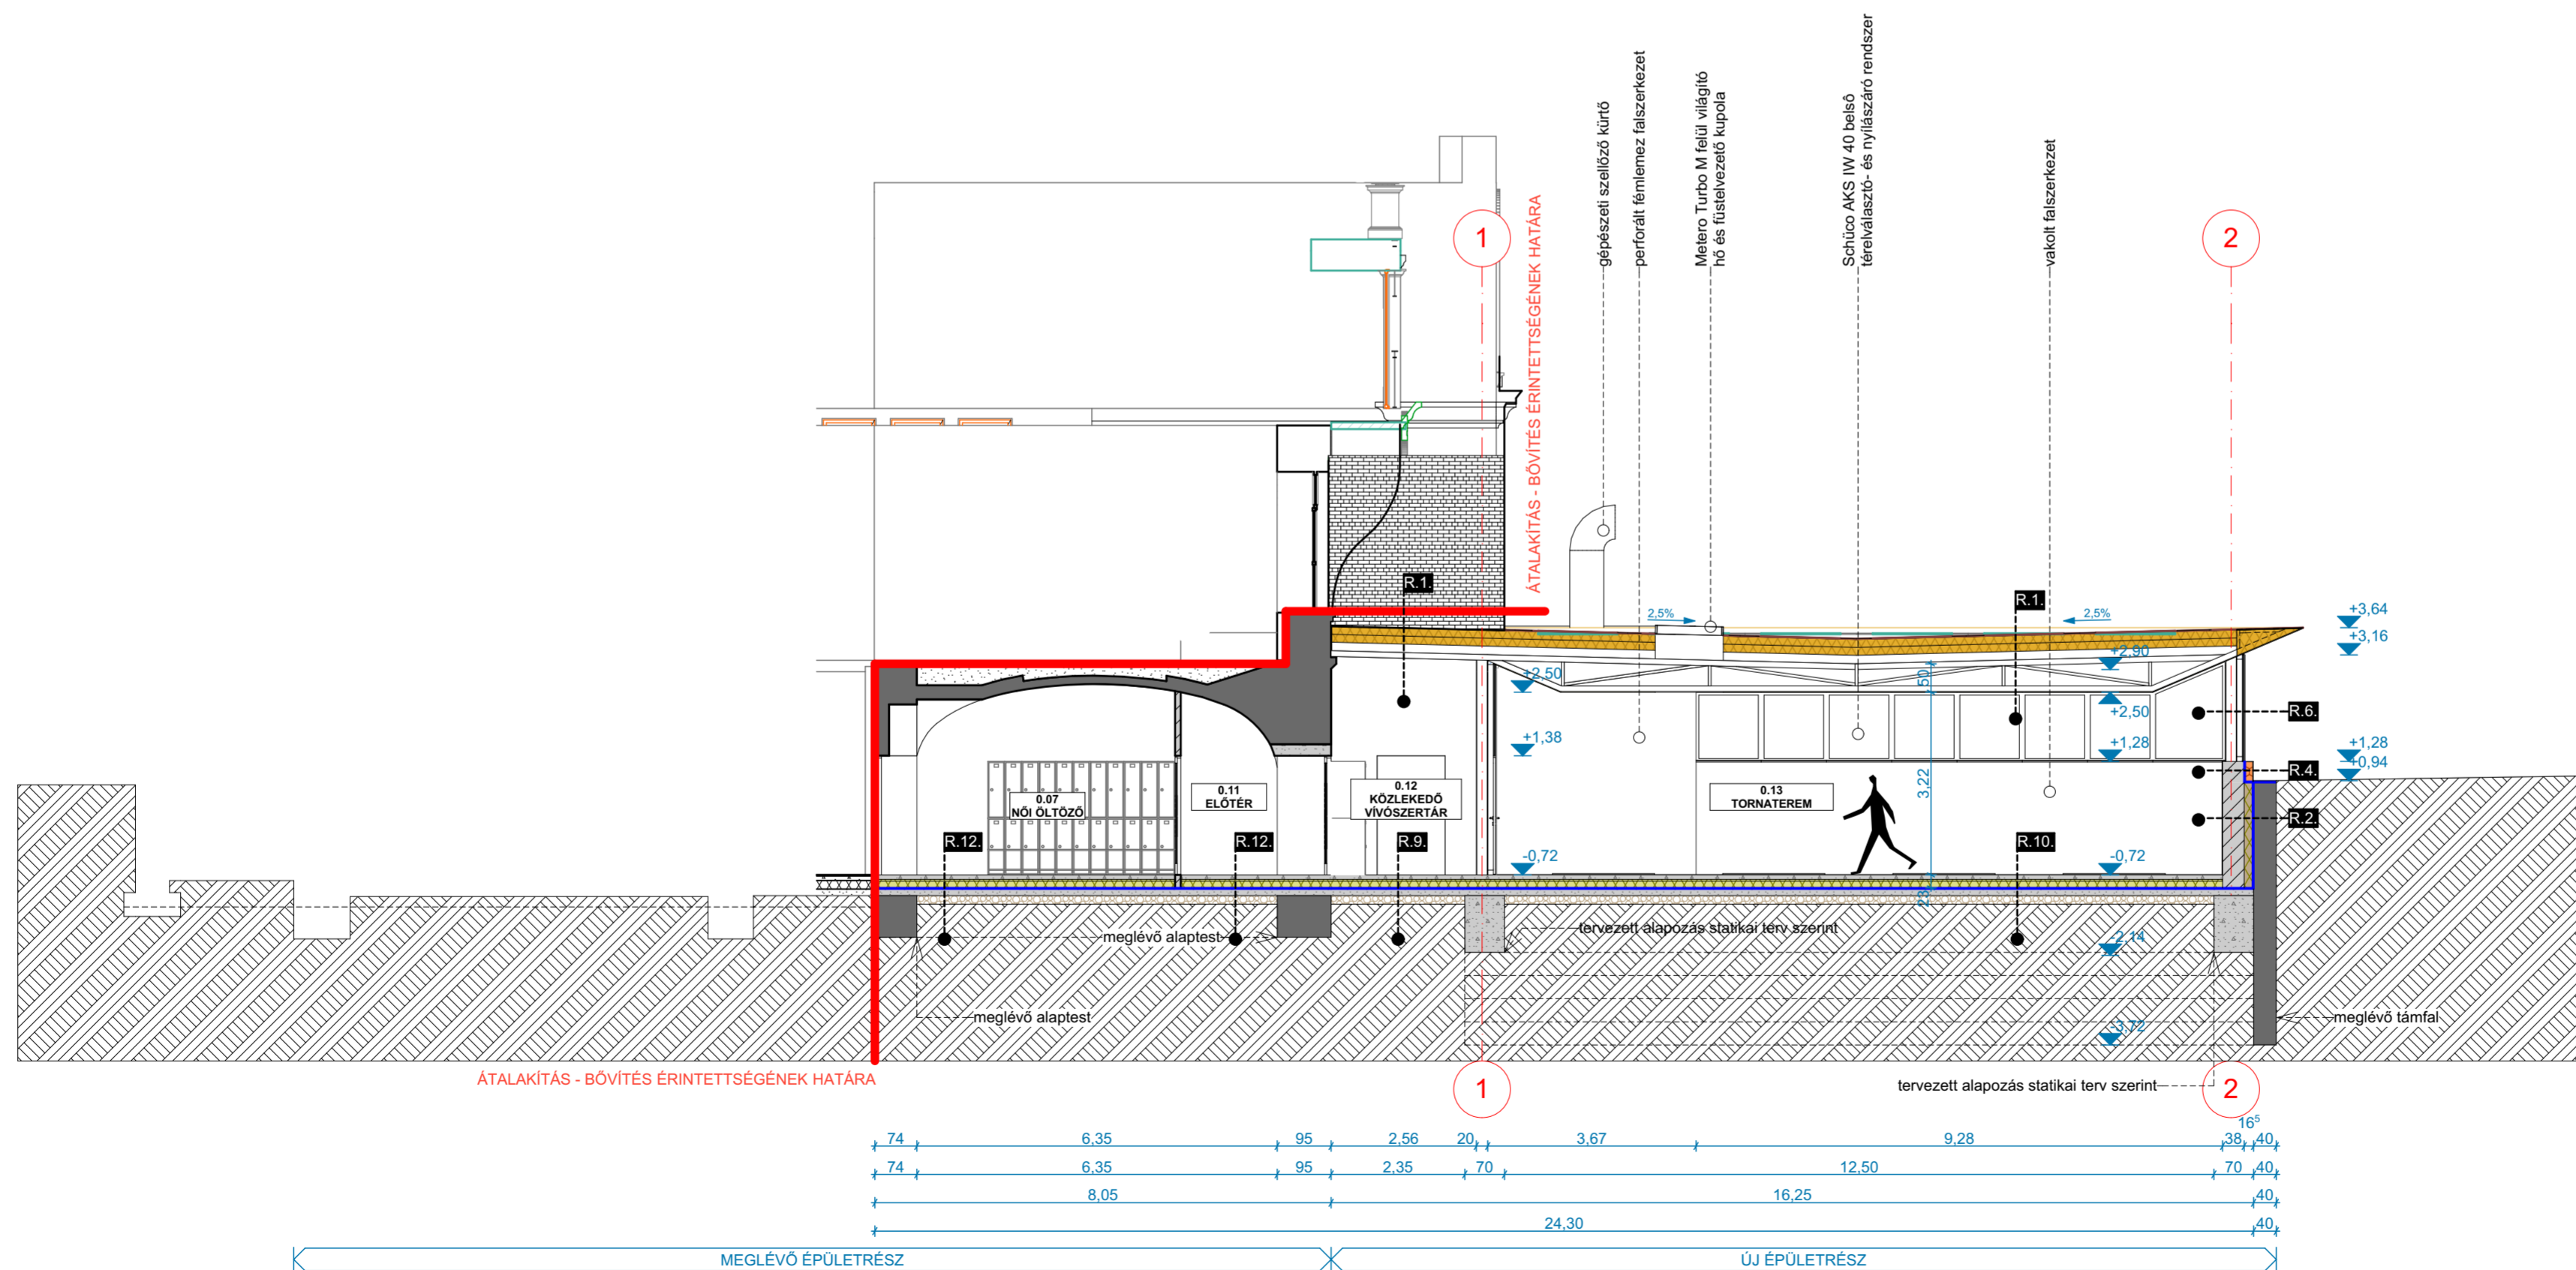 gépészeti szellőző kürtő
perforált fémlemez falszerkezet
Metero Turbo M felül világító
hő és füstelvezető kupola
Schüco AKS IW 40 belső
térelválasztó- és nyílászáró rendszer
vakolt falszerkezet
1
2
ÁTALAKÍTÁS - BŐVÍTÉS ÉRINTETTSÉGÉNEK HATÁRA
R.1.
R.1.
2,5%
2,5%
+3,64
+3,16
+2,90
+2,50
50
+2,50
R.6.
+1,38
+1,28
+1,28
+0,94
R.4.
3,22
0.07
NŐI ÖLTÖZŐ
0.11
ELŐTÉR
0.12
KÖZLEKEDŐ
VÍVÓSZERTÁR
0.13
TORNATEREM
R.2.
R.12.
R.12.
R.9.
R.10.
-0,72
-0,72
23
meglévő alaptest
tervezett alapozás statikai terv szerint
-2,14
meglévő alaptest
meglévő támfal
-3,72
ÁTALAKÍTÁS - BŐVÍTÉS ÉRINTETTSÉGÉNEK HATÁRA
1
tervezett alapozás statikai terv szerint
2
74 6,35 95 2,56 20 3,67 9,28 38 16⁵ 40
74 6,35 95 2,35 70 12,50 70 40
8,05 16,25 40
24,30 40
MEGLÉVŐ ÉPÜLETRÉSZ ÚJ ÉPÜLETRÉSZ